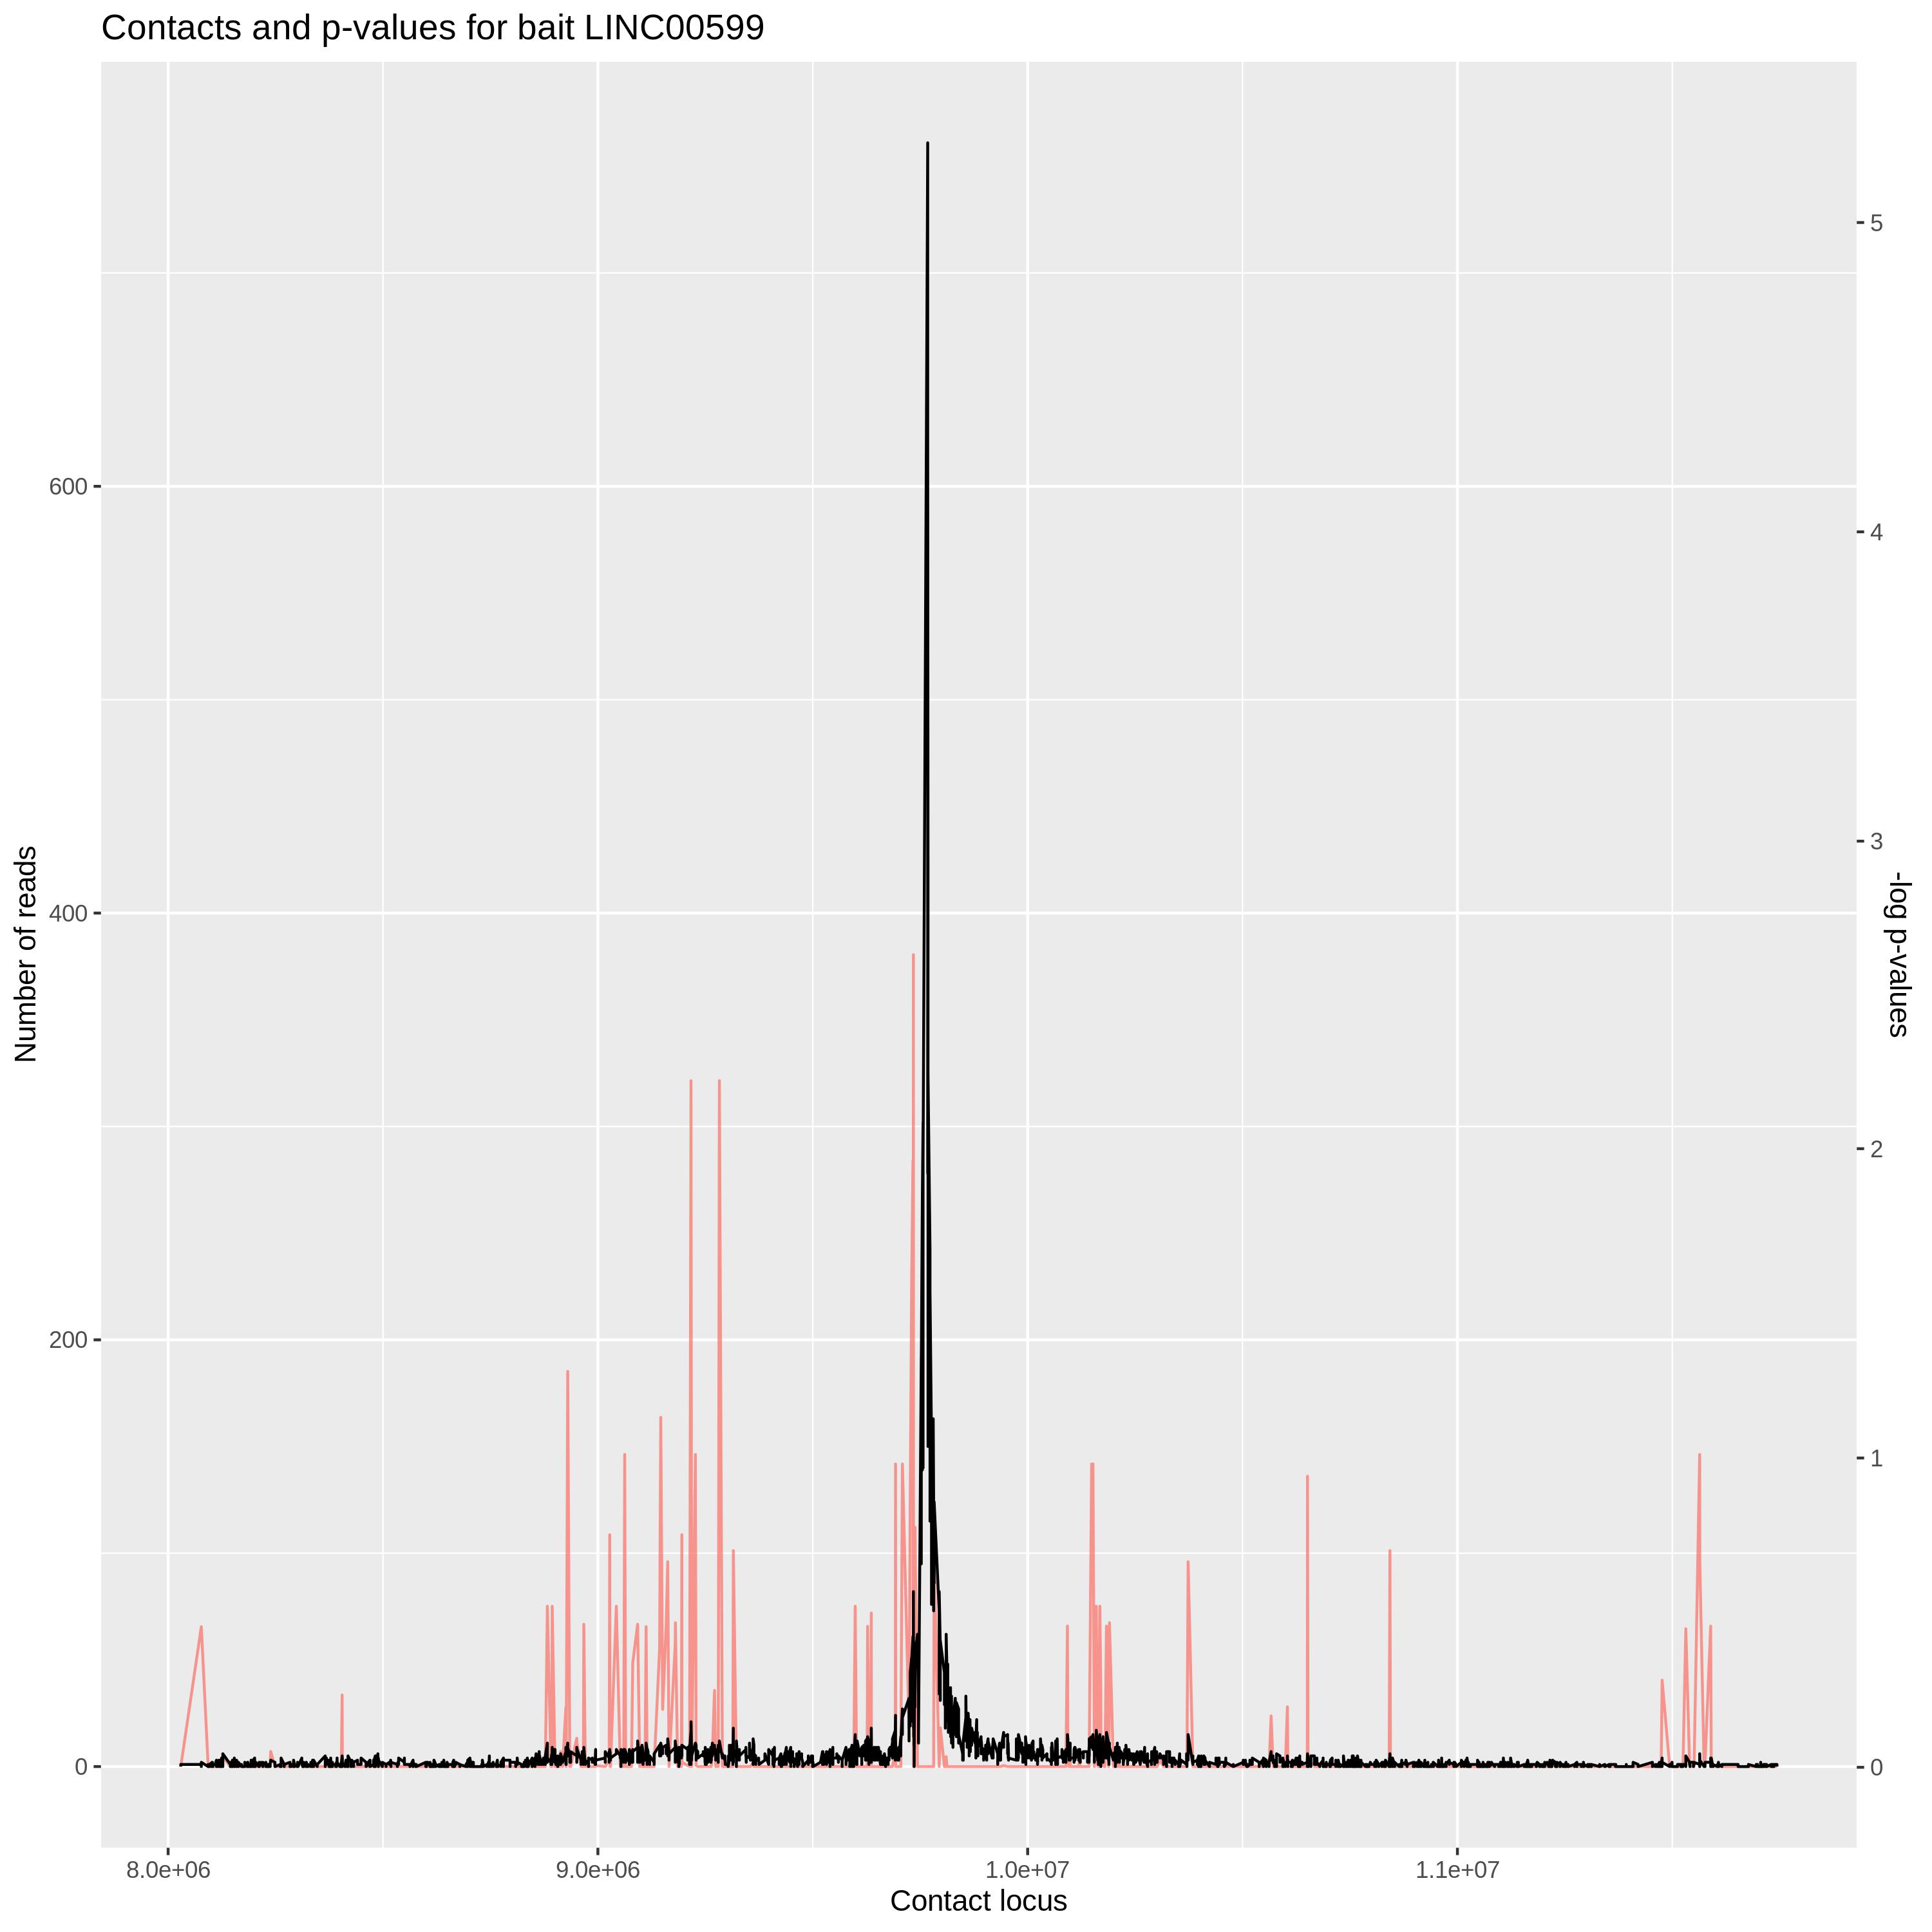 Contacts and p-values for bait LINC00599
Number of reads
600
400
200
0
5
4
3
2
1
0
-log p-values
8.0e+06
9.0e+06
1.0e+07
1.1e+07
Contact locus